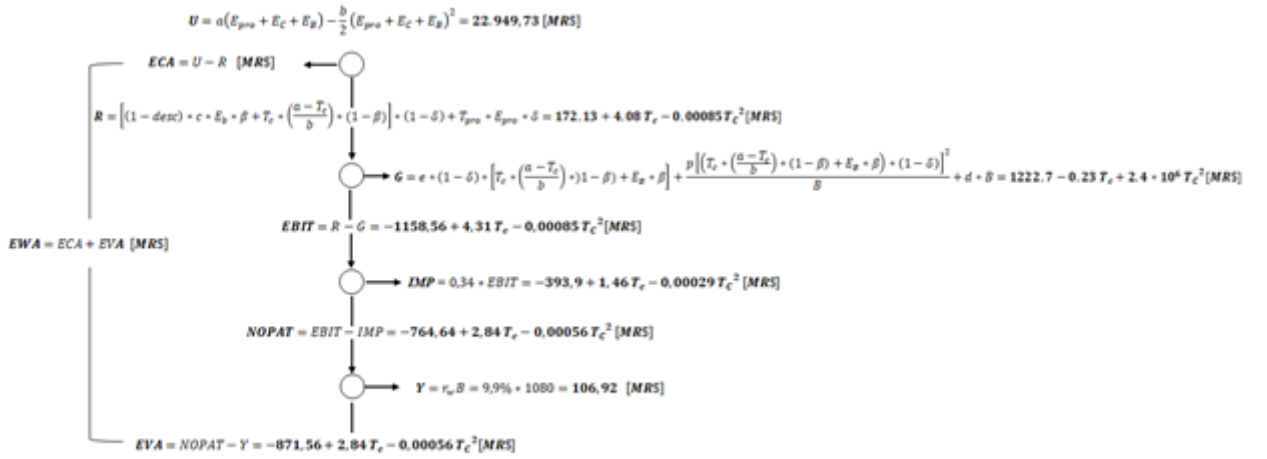 U = a(E_pro + E_C + E_B) − b/2 (E_pro + E_C + E_B)² = 22.949,73 [MR$]
ECA = U − R [MR$]
R = [(1 − desc) * c * E_b * β + T_c * ((a − T_c)/b) * (1 − β)] * (1 − δ) + T_pro * E_pro * δ = 172.13 + 4.08 T_c − 0.00085 T_C² [MR$]
G = e * (1 − δ) * [T_c * ((a − T_c)/b) * )1 − β) + E_B * β] + p[(T_c * ((a − T_c)/b) * (1 − β) + E_B * β) * (1 − δ)]²/B + d * B = 1222.7 − 0.23 T_c + 2.4 * 10⁶ T_C² [MR$]
EBIT = R − G = −1158,56 + 4,31 T_c − 0,00085 T_C² [MR$]
EWA = ECA + EVA [MR$]
IMP = 0,34 * EBIT = −393,9 + 1,46 T_c − 0,00029 T_C² [MR$]
NOPAT = EBIT − IMP = −764,64 + 2,84 T_c − 0,00056 T_C² [MR$]
Y = r_w B = 9,9% * 1080 = 106,92 [MR$]
EVA = NOPAT − Y = −871,56 + 2,84 T_c − 0,00056 T_C² [MR$]